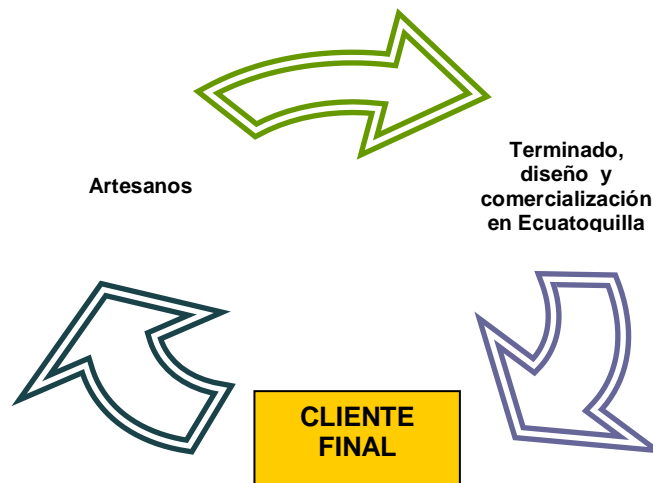 Artesanos
Terminado,
diseño y
comercialización
en Ecuatoquilla
CLIENTE
FINAL